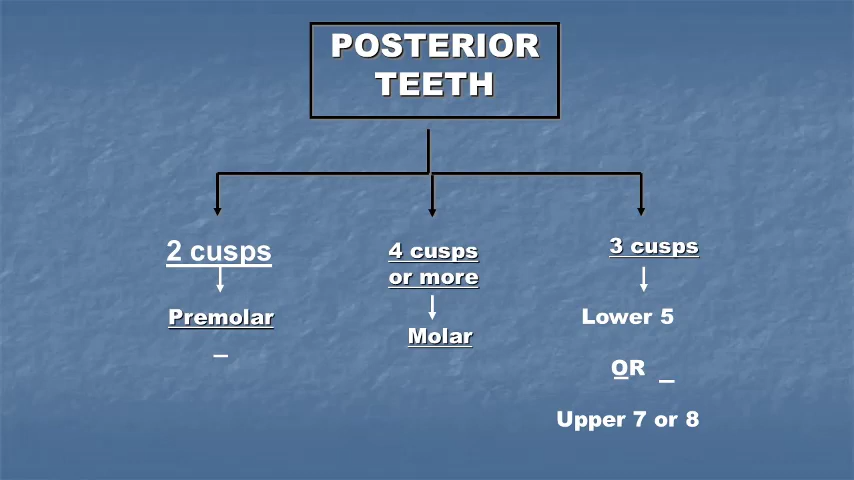 POSTERIOR
TEETH
2 cusps
Premolar
_
4 cusps
or more
Molar
3 cusps
Lower 5
OR _
Upper 7 or 8